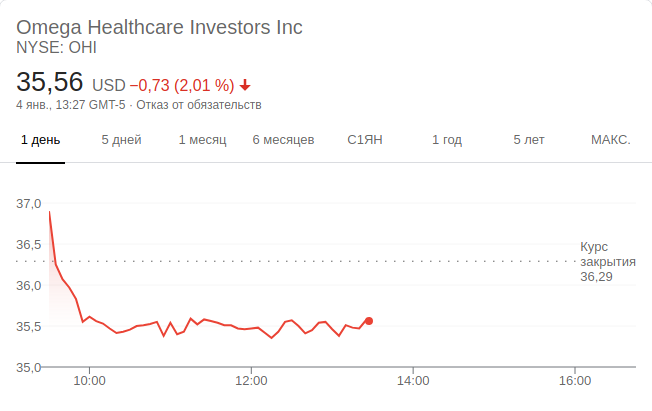 Omega Healthcare Investors Inc
NYSE: OHI
35,56 USD −0,73 (2,01 %)
4 янв., 13:27 GMT-5 · Отказ от обязательств
1 день 5 дней 1 месяц 6 месяцев С1ЯН 1 год 5 лет МАКС.
37,0
36,5
Курс
закрытия
36,29
36,0
35,5
35,0
10:00 12:00 14:00 16:00